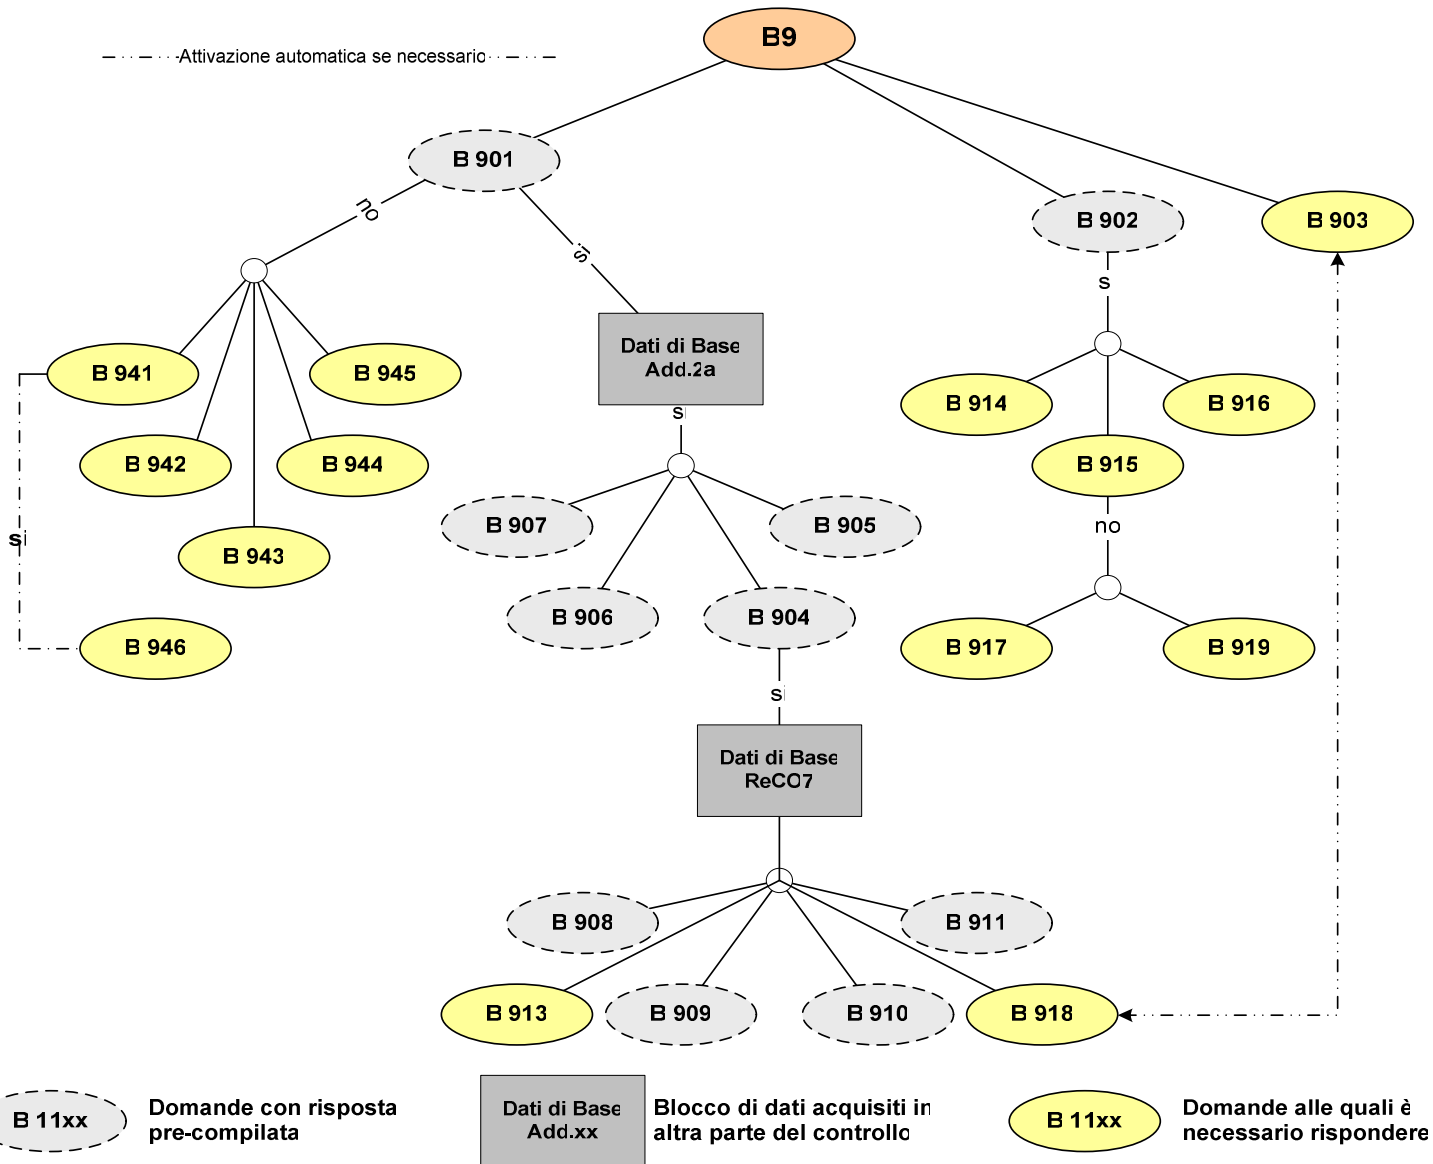 B9
Attivazione automatica se necessario
B 901
no
si
B 902
B 903
s
Dati di Base
Add.2a
s
B 941
B 945
B 942
B 944
B 943
si
B 946
B 914
B 916
B 915
no
B 917
B 919
B 907
B 905
B 906
B 904
si
Dati di Base
ReCO7
B 908
B 911
B 913
B 909
B 910
B 918
B 11xx
Domande con risposta
pre-compilata
Dati di Base
Add.xx
Blocco di dati acquisiti in
altra parte del controllo
B 11xx
Domande alle quali è
necessario rispondere